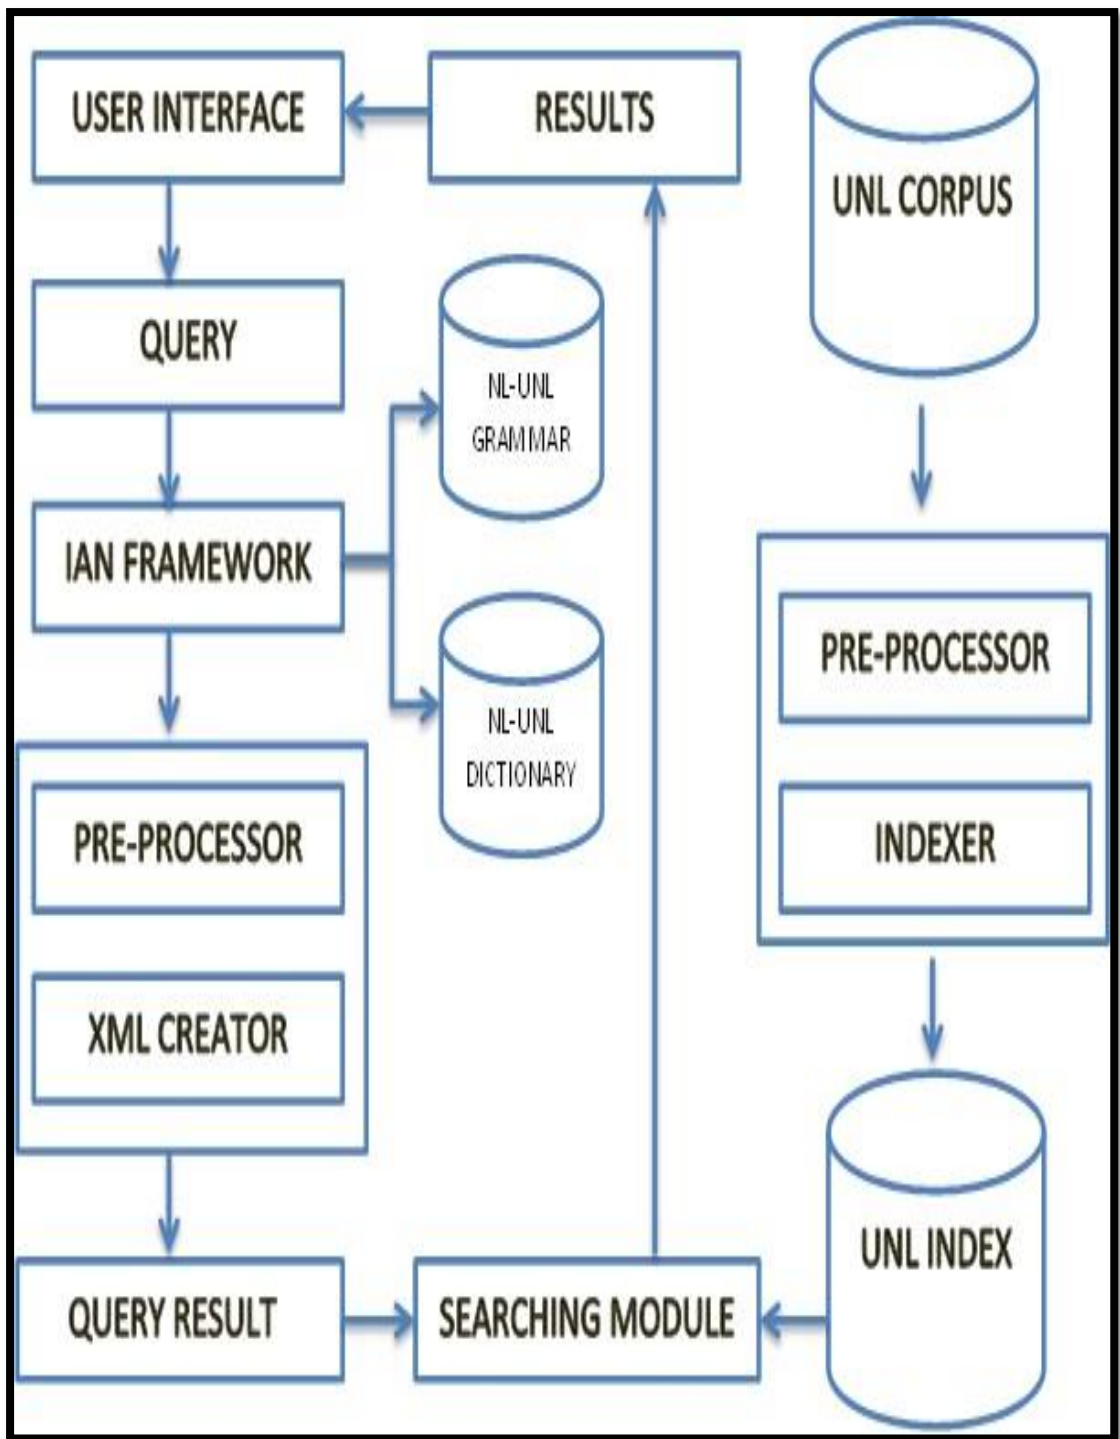 USER INTERFACE
RESULTS
UNL CORPUS
QUERY
NL-UNL
GRAMMAR
IAN FRAMEWORK
PRE-PROCESSOR
NL-UNL
DICTIONARY
PRE-PROCESSOR
INDEXER
XML CREATOR
UNL INDEX
QUERY RESULT
SEARCHING MODULE